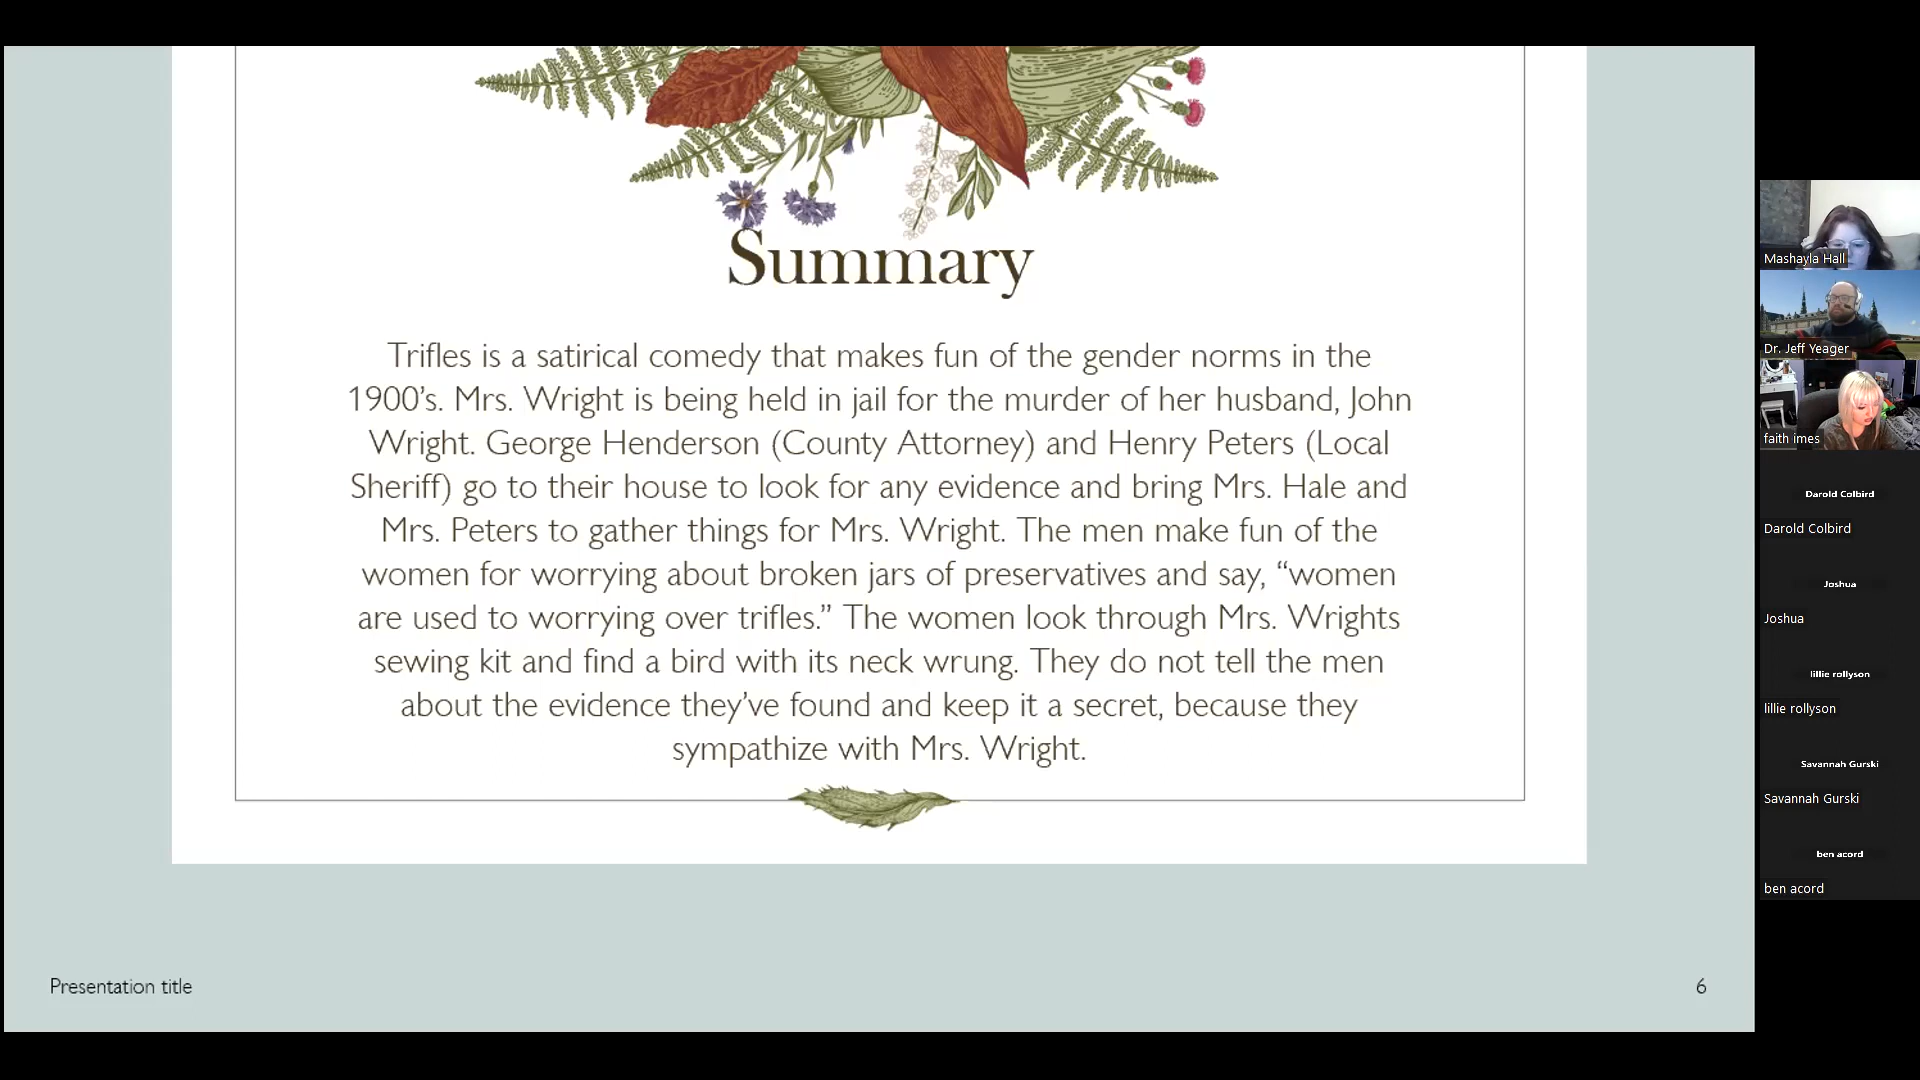 Summary
Trifles is a satirical comedy that makes fun of the gender norms in the
1900's. Mrs. Wright is being held in jail for the murder of her husband, John
Wright. George Henderson (County Attorney) and Henry Peters (Local
Sheriff) go to their house to look for any evidence and bring Mrs. Hale and
Mrs. Peters to gather things for Mrs. Wright. The men make fun of the
women for worrying about broken jars of preservatives and say, “women
are used to worrying over trifles.” The women look through Mrs. Wrights
sewing kit and find a bird with its neck wrung. They do not tell the men
about the evidence they’ve found and keep it a secret, because they
sympathize with Mrs. Wright.
Presentation title
6
Mashayla Hall
Dr. Jeff Yeager
faith imes
Darold Colbird
Darold Colbird
Joshua
Joshua
lillie rollyson
lillie rollyson
Savannah Gurski
Savannah Gurski
ben acord
ben acord